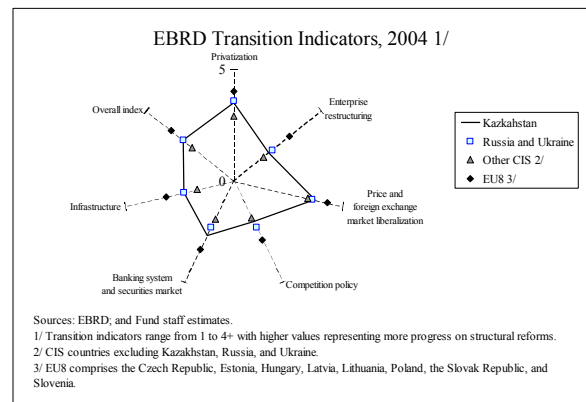 EBRD Transition Indicators, 2004 1/
Privatization
5
Enterprise
restructuring
Overall index
Kazkahstan
Russia and Ukraine
Other CIS 2/
EU8 3/
0
Infrastructure
Price and
foreign exchange
market liberalization
Banking system
and securities market
Competition policy
Sources: EBRD; and Fund staff estimates.
1/ Transition indicators range from 1 to 4+ with higher values representing more progress on structural reforms.
2/ CIS countries excluding Kazakhstan, Russia, and Ukraine.
3/ EU8 comprises the Czech Republic, Estonia, Hungary, Latvia, Lithuania, Poland, the Slovak Republic, and
Slovenia.